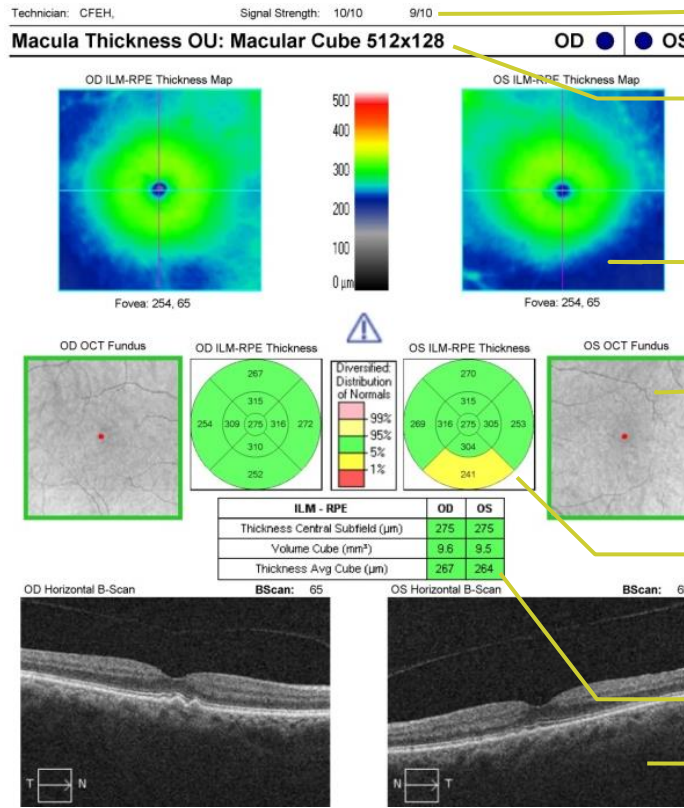 Technician: CFEH, Signal Strength: 10/10 9/10
Macula Thickness OU: Macular Cube 512x128 OD OS
OD ILM-RPE Thickness Map OS ILM-RPE Thickness Map
500
400
300
200
100
0 µm
Fovea: 254, 65 Fovea: 254, 65
OD OCT Fundus OD ILM-RPE Thickness OS ILM-RPE Thickness OS OCT Fundus
Diversified:
Distribution
of Normals
99%
95%
5%
1%
267
315
254 309 275 316 272
310
252
270
315
269 316 275 305 253
304
241
ILM - RPE OD OS
Thickness Central Subfield (µm) 275 275
Volume Cube (mm³) 9.6 9.5
Thickness Avg Cube (µm) 267 264
OD Horizontal B-Scan BScan: 65 OS Horizontal B-Scan BScan:
T N N T